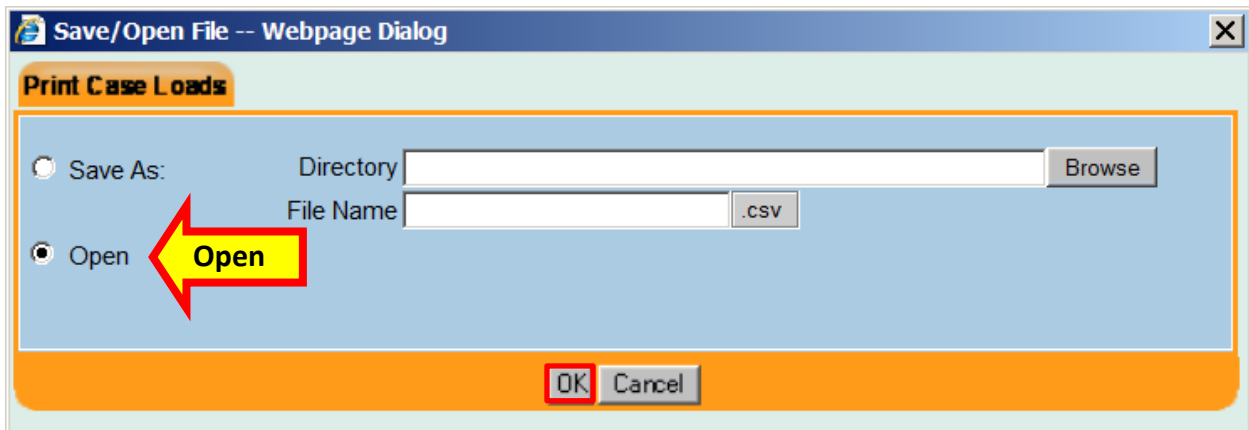 Save/Open File -- Webpage Dialog
Print Case Loads
Save As: Directory Browse
File Name .csv
Open Open
OK Cancel